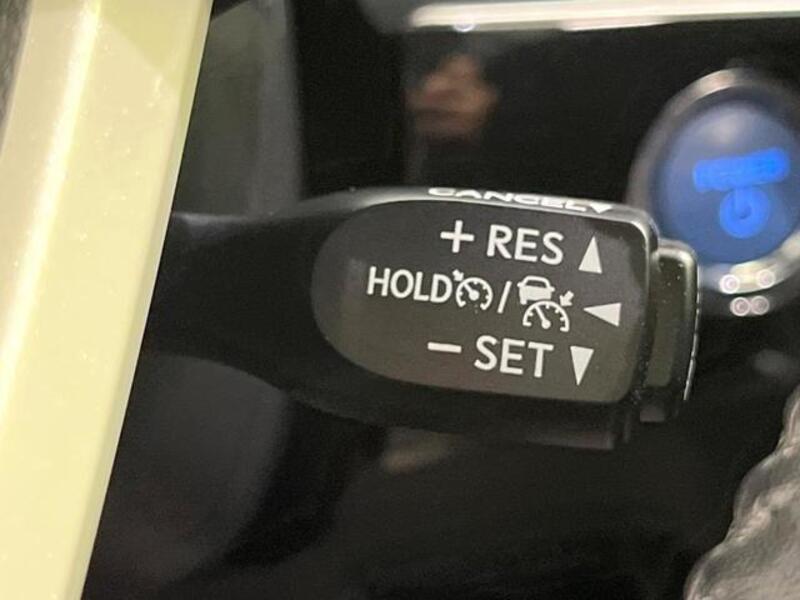 CANCEL
+ RES
HOLD /
− SET